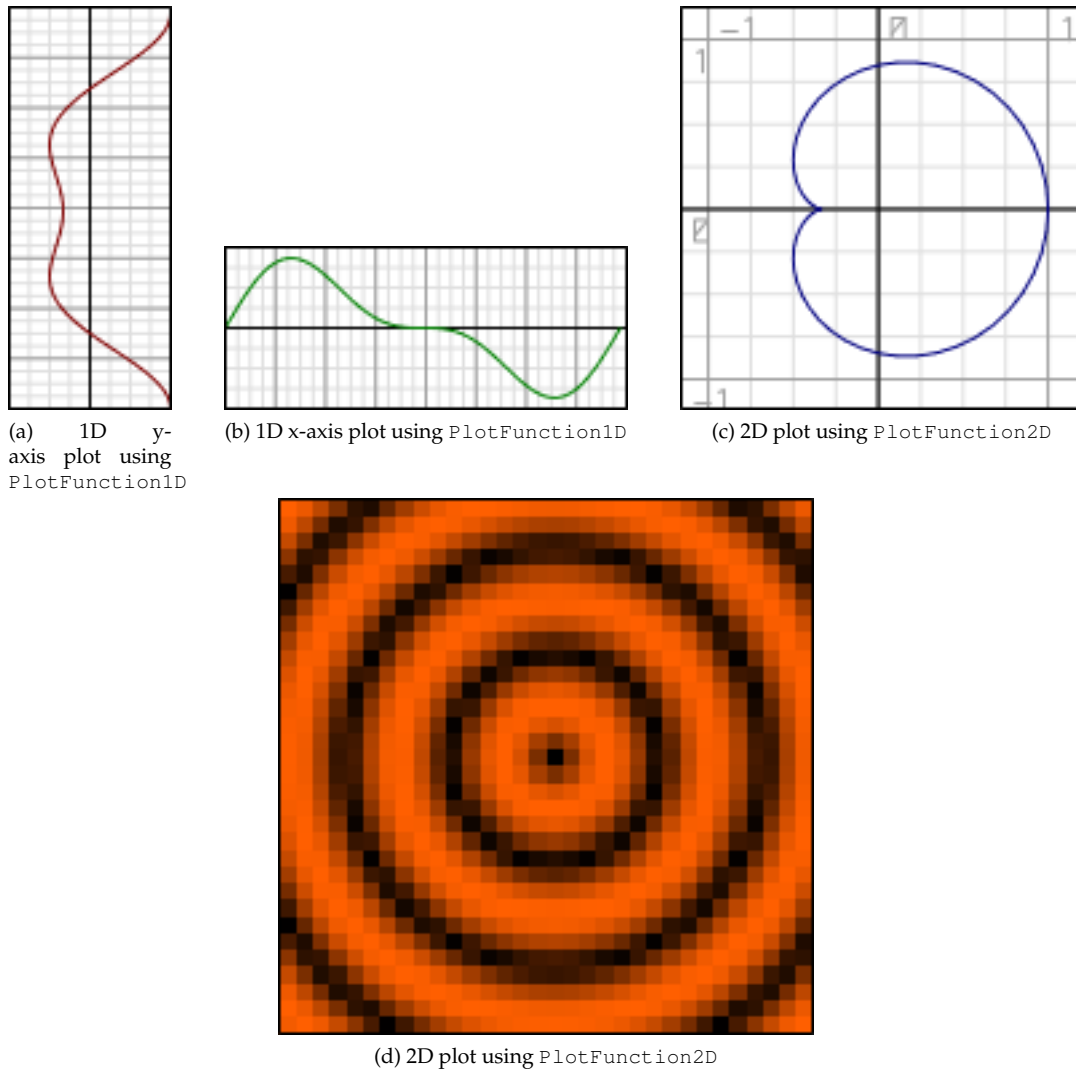 −1 0 1
1
0
−1
(a) 1D y-
axis plot using
PlotFunction1D
(b) 1D x-axis plot using PlotFunction1D
(c) 2D plot using PlotFunction2D
(d) 2D plot using PlotFunction2D